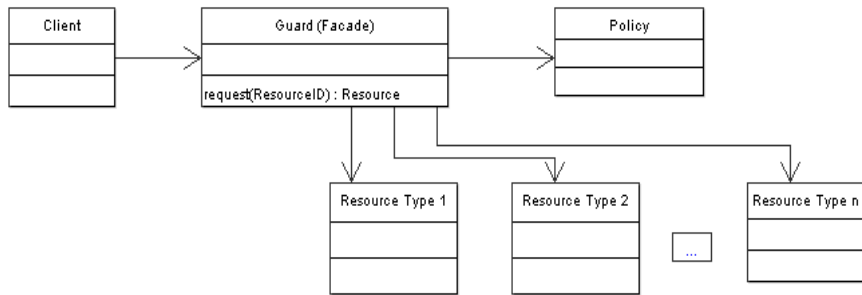 Client
Guard (Facade)
Policy
request(ResourceID) : Resource
Resource Type 1
Resource Type 2
Resource Type n
...